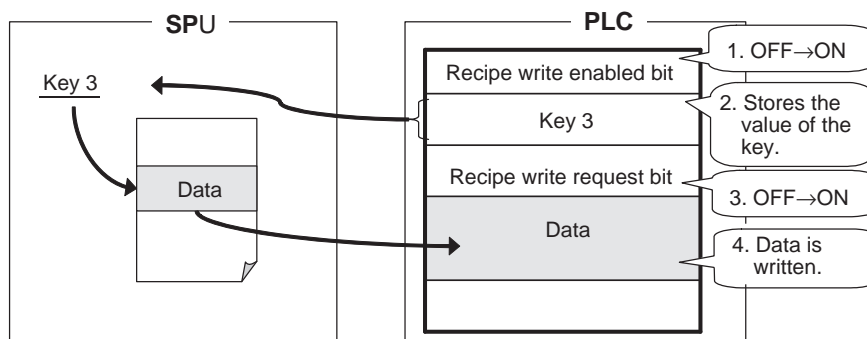 SPU
PLC
Key 3
Data
Recipe write enabled bit
Key 3
Recipe write request bit
Data
1. OFF→ON
2. Stores the
value of the
key.
3. OFF→ON
4. Data is
written.